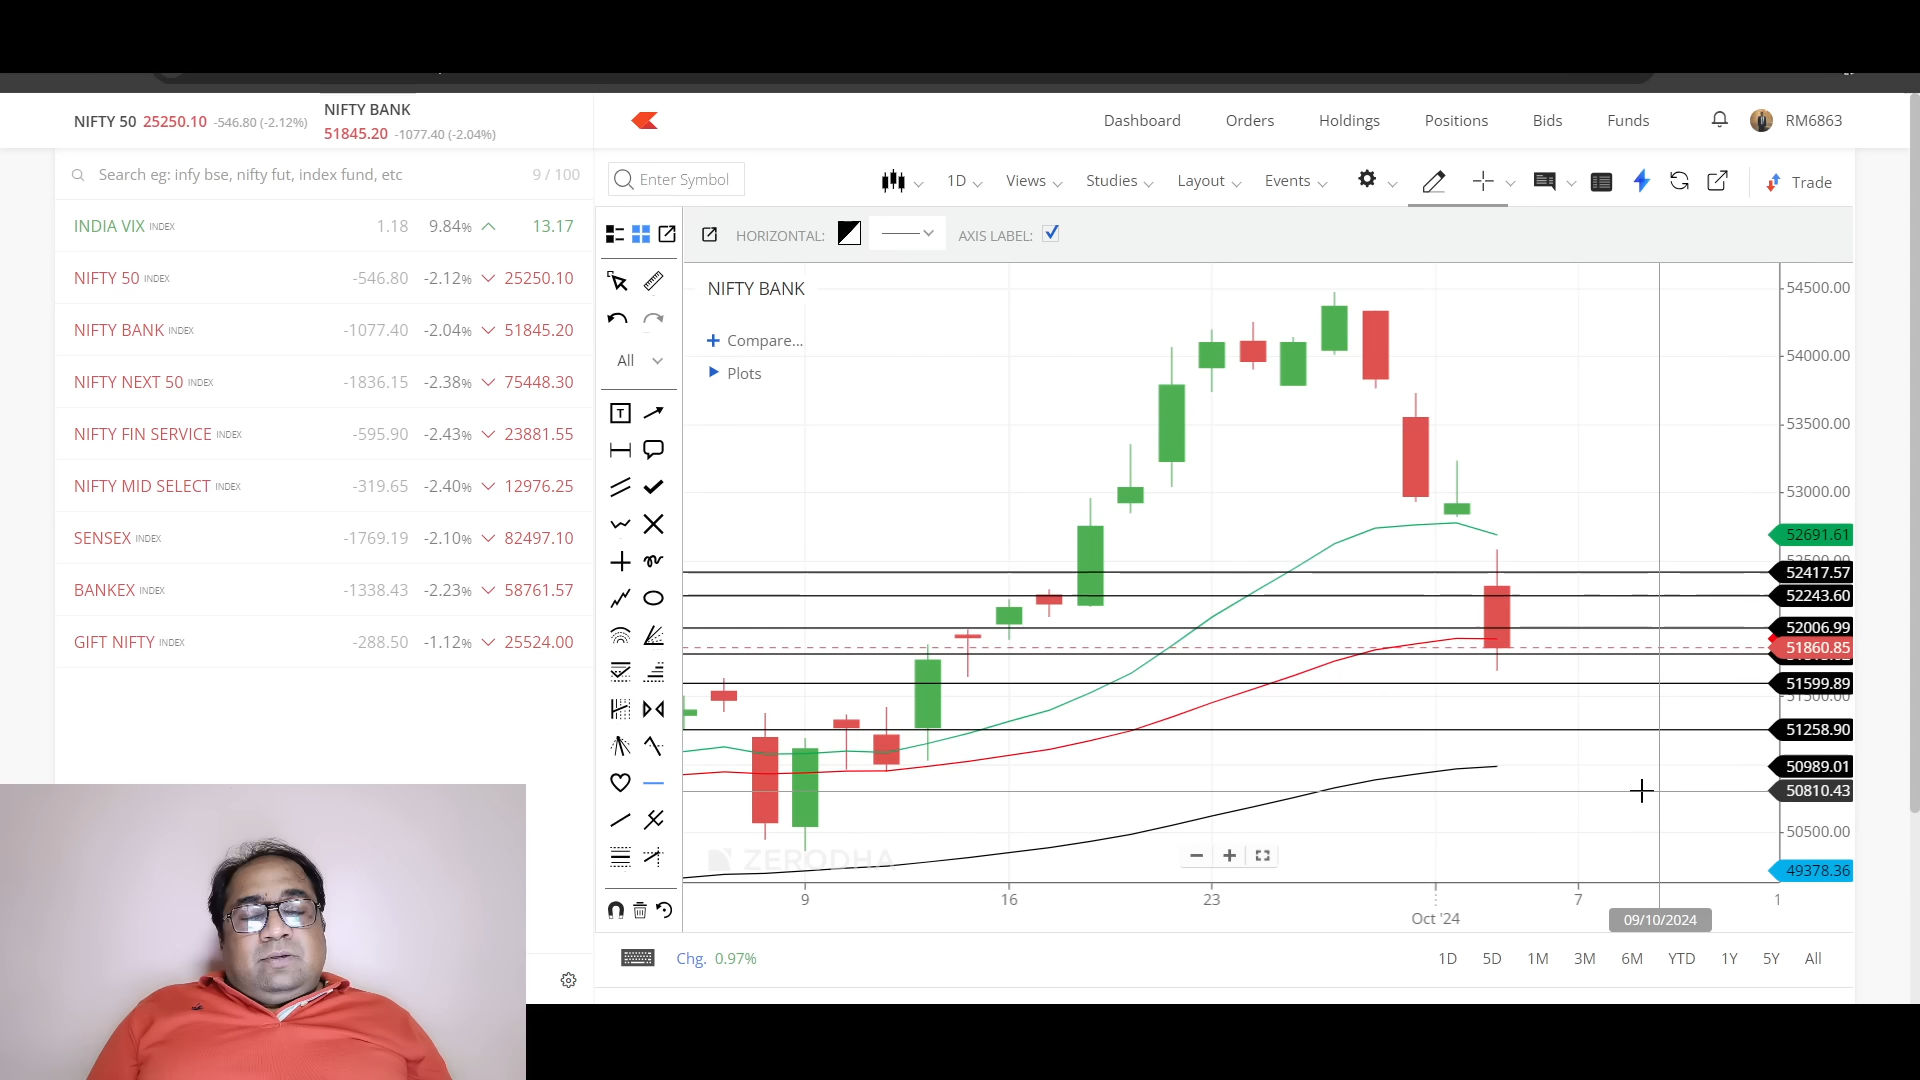 NIFTY 50 25250.10 -546.80 (-2.12%)
NIFTY BANK
51845.20 -1077.40 (-2.04%)
Dashboard Orders Holdings Positions Bids Funds RM6863
Search eg: infy bse, nifty fut, index fund, etc 9 / 100
Enter Symbol 1D Views Studies Layout Events Trade
INDIA VIX INDEX 1.18 9.84% 13.17
HORIZONTAL: AXIS LABEL:
NIFTY 50 INDEX -546.80 -2.12% 25250.10
NIFTY BANK INDEX -1077.40 -2.04% 51845.20
NIFTY NEXT 50 INDEX -1836.15 -2.38% 75448.30
NIFTY FIN SERVICE INDEX -595.90 -2.43% 23881.55
NIFTY MID SELECT INDEX -319.65 -2.40% 12976.25
SENSEX INDEX -1769.19 -2.10% 82497.10
BANKEX INDEX -1338.43 -2.23% 58761.57
GIFT NIFTY INDEX -288.50 -1.12% 25524.00
All
T
NIFTY BANK
Compare...
Plots
54500.00
54000.00
53500.00
53000.00
52691.61
52500.00
52417.57
52243.60
52006.99
51860.85
51599.89
51500.00
51258.90
50989.01
50810.43
50500.00
49378.36
ZERODHA
9 16 23 7 1
Oct '24 09/10/2024
Chg. 0.97% 1D 5D 1M 3M 6M YTD 1Y 5Y All